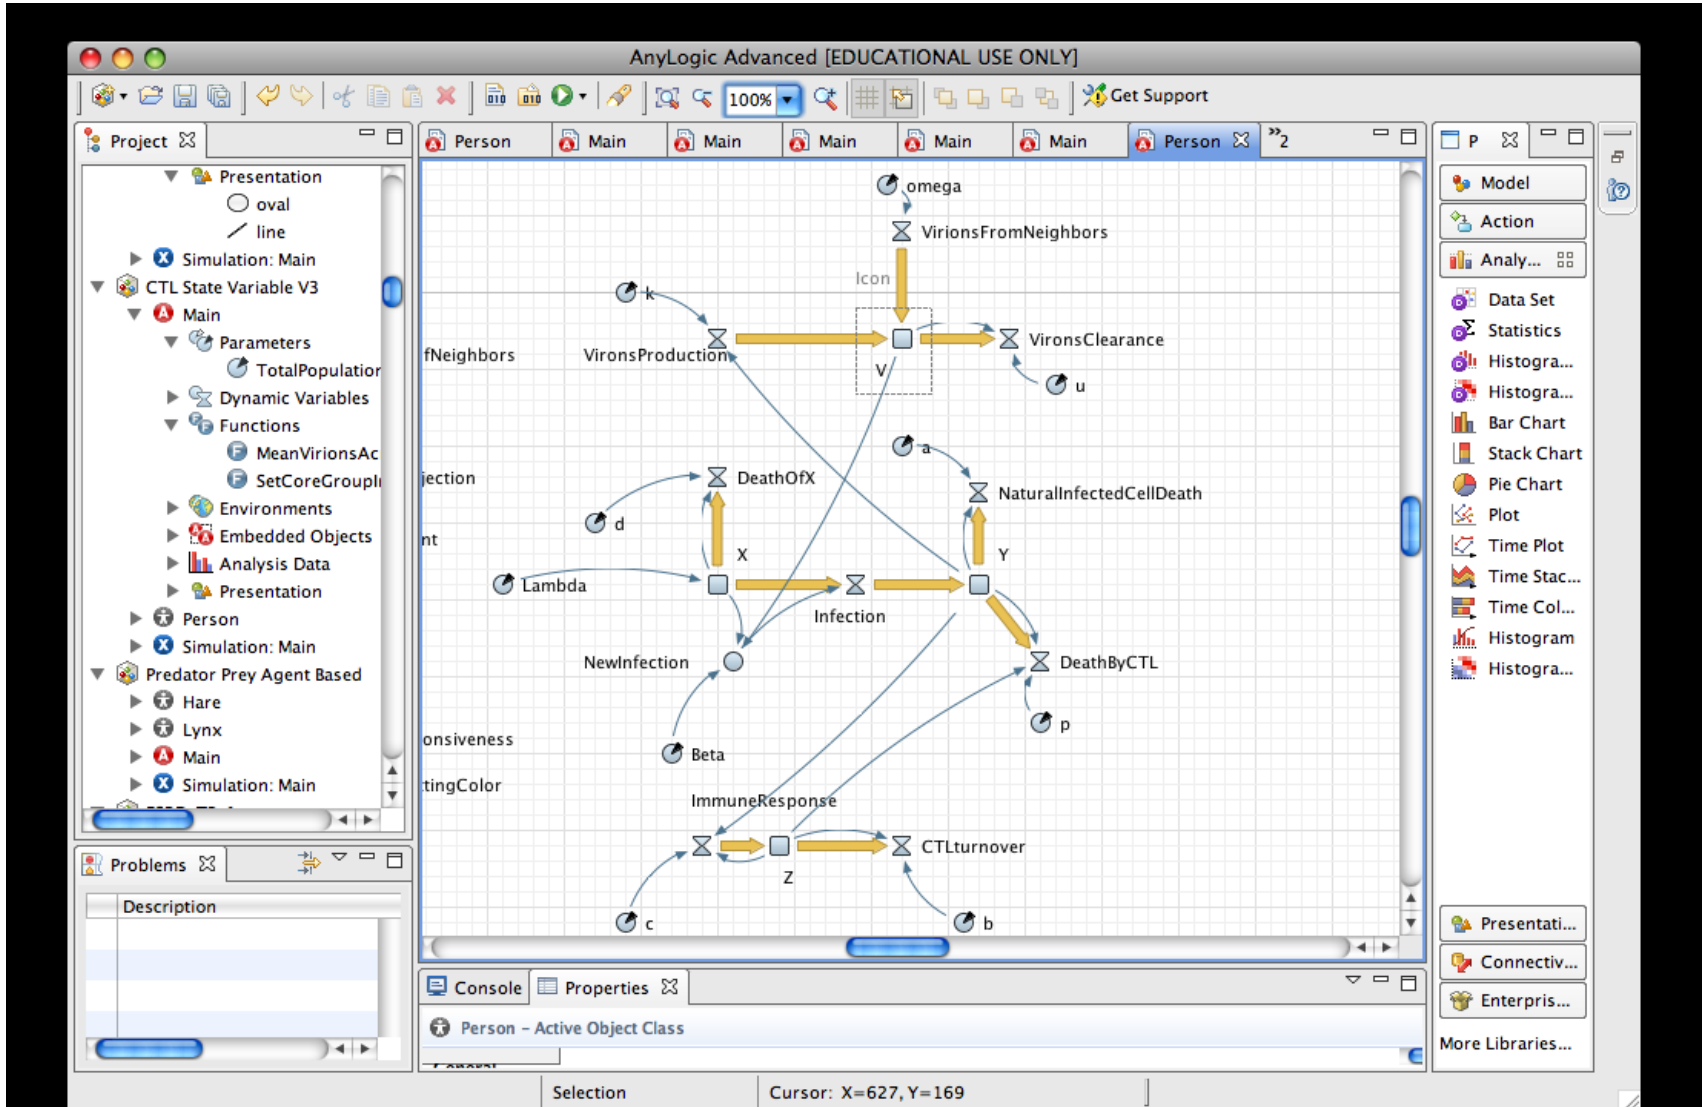 AnyLogic Advanced [EDUCATIONAL USE ONLY]
100%
Get Support
Project
Person
Main
Main
Main
Main
Main
Person
»2
P
Presentation
oval
line
Simulation: Main
CTL State Variable V3
Main
Parameters
TotalPopulation
Dynamic Variables
Functions
MeanVirionsAc
SetCoreGroupI
Environments
Embedded Objects
Analysis Data
Presentation
Person
Simulation: Main
Predator Prey Agent Based
Hare
Lynx
Main
Simulation: Main
Problems
Description
omega
VirionsFromNeighbors
Icon
k
fNeighbors
VironsProduction
V
VironsClearance
u
a
jection
DeathOfX
NaturalInfectedCellDeath
d
nt
X
Y
Lambda
Infection
NewInfection
DeathByCTL
p
onsiveness
Beta
ttingColor
ImmuneResponse
CTLturnover
Z
c
b
Console
Properties
Person - Active Object Class
General
Selection
Cursor: X=627, Y=169
Model
Action
Analy...
Data Set
Statistics
Histogra...
Histogra...
Bar Chart
Stack Chart
Pie Chart
Plot
Time Plot
Time Stac...
Time Col...
Histogram
Histogra...
Presentati...
Connectiv...
Enterpris...
More Libraries...